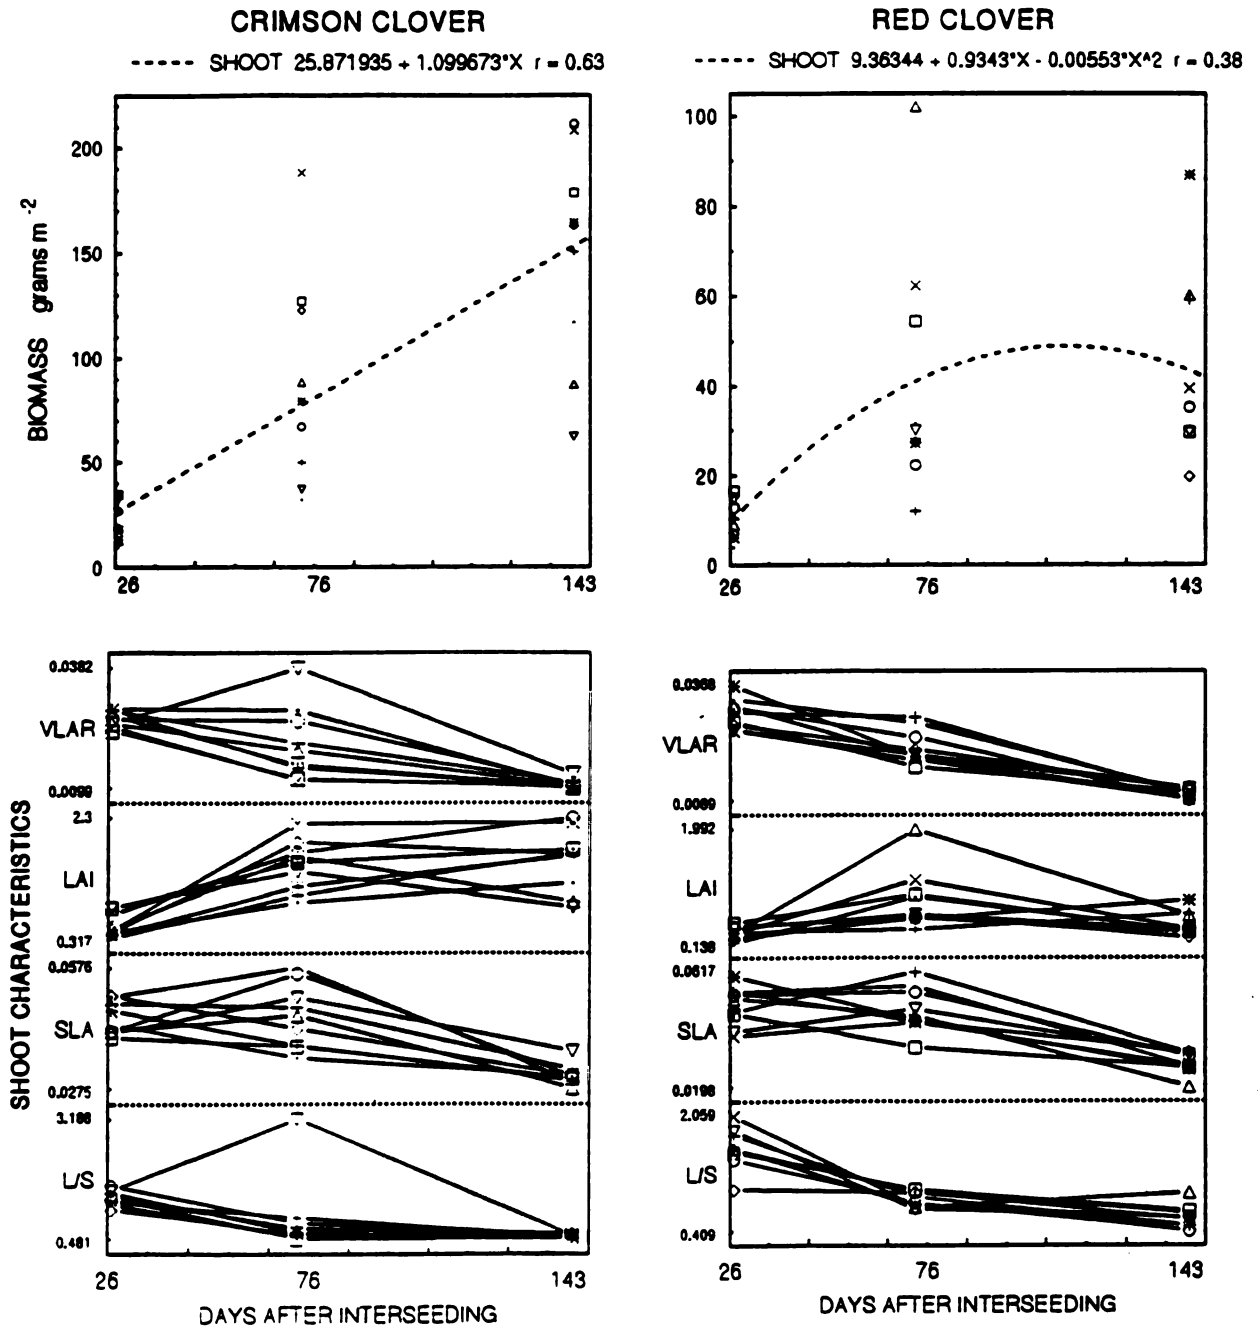 CRIMSON CLOVER
SHOOT 25.871935 + 1.099673*X r = 0.63
BIOMASS grams m -2
200
150
100
50
0
26 76 143
RED CLOVER
SHOOT 9.36344 + 0.9343*X - 0.00553*X^2 r = 0.38
100
80
60
40
20
0
26 76 143
SHOOT CHARACTERISTICS
0.0382
VLAR
0.0099
2.3
LAI
0.317
0.0576
SLA
0.0275
3.186
L/S
0.481
26 76 143
DAYS AFTER INTERSEEDING
0.0368
VLAR
0.0069
1.992
LAI
0.138
0.0617
SLA
0.0198
2.059
L/S
0.409
26 76 143
DAYS AFTER INTERSEEDING